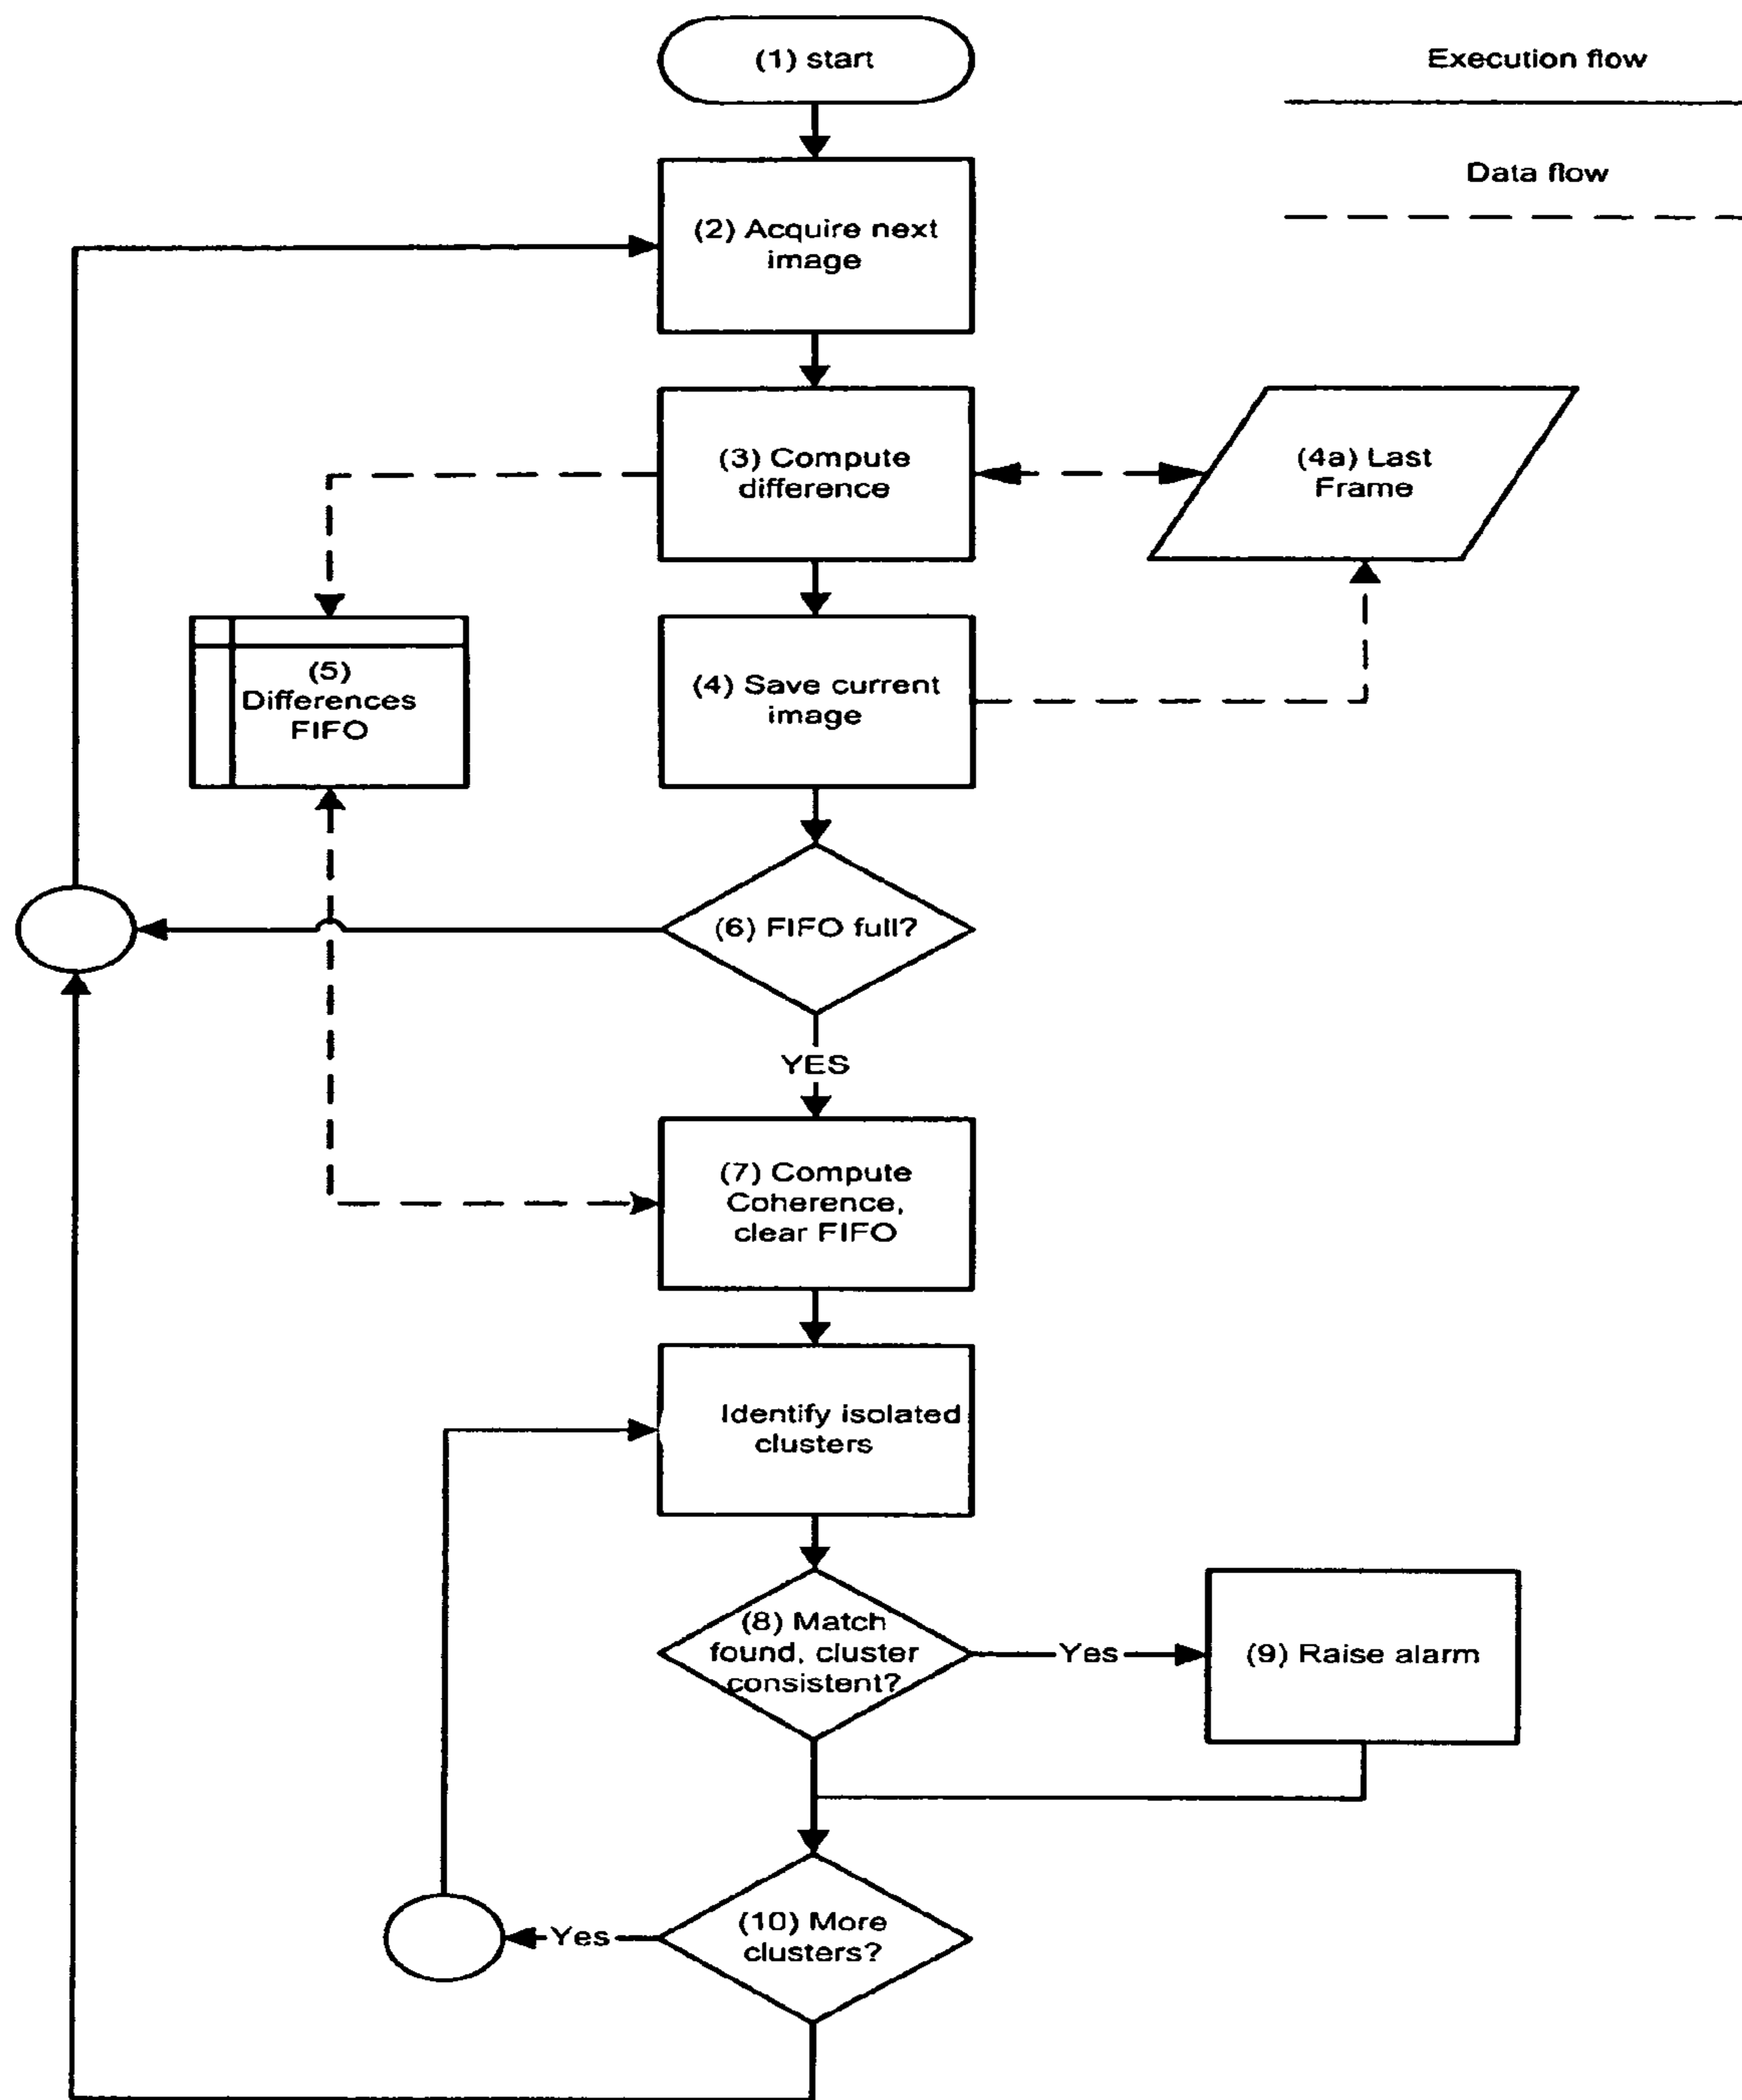 (1) start
Execution flow
Data flow
(2) Acquire next
image
(3) Compute
difference
(4a) Last
Frame
(5)
Differences
FIFO
(4) Save current
image
(6) FIFO full?
YES
(7) Compute
Coherence,
clear FIFO
Identify isolated
clusters
(8) Match
found, cluster
consistent?
Yes
(9) Raise alarm
(10) More
clusters?
Yes